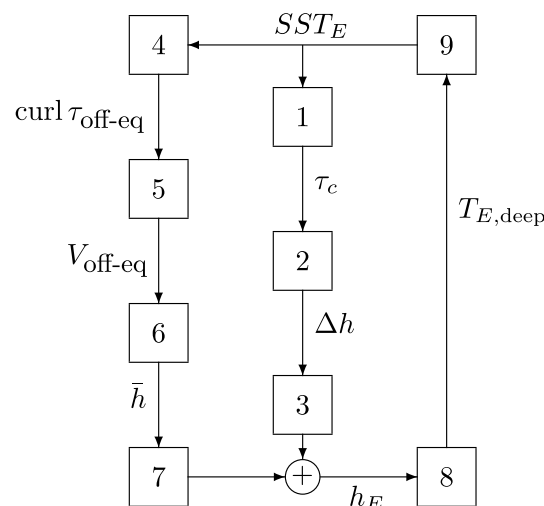 4
SST_E
9
1
curl τ_off-eq
τ_c
5
T_E,deep
2
V_off-eq
Δh
6
h̄
3
7
+
8
h_E